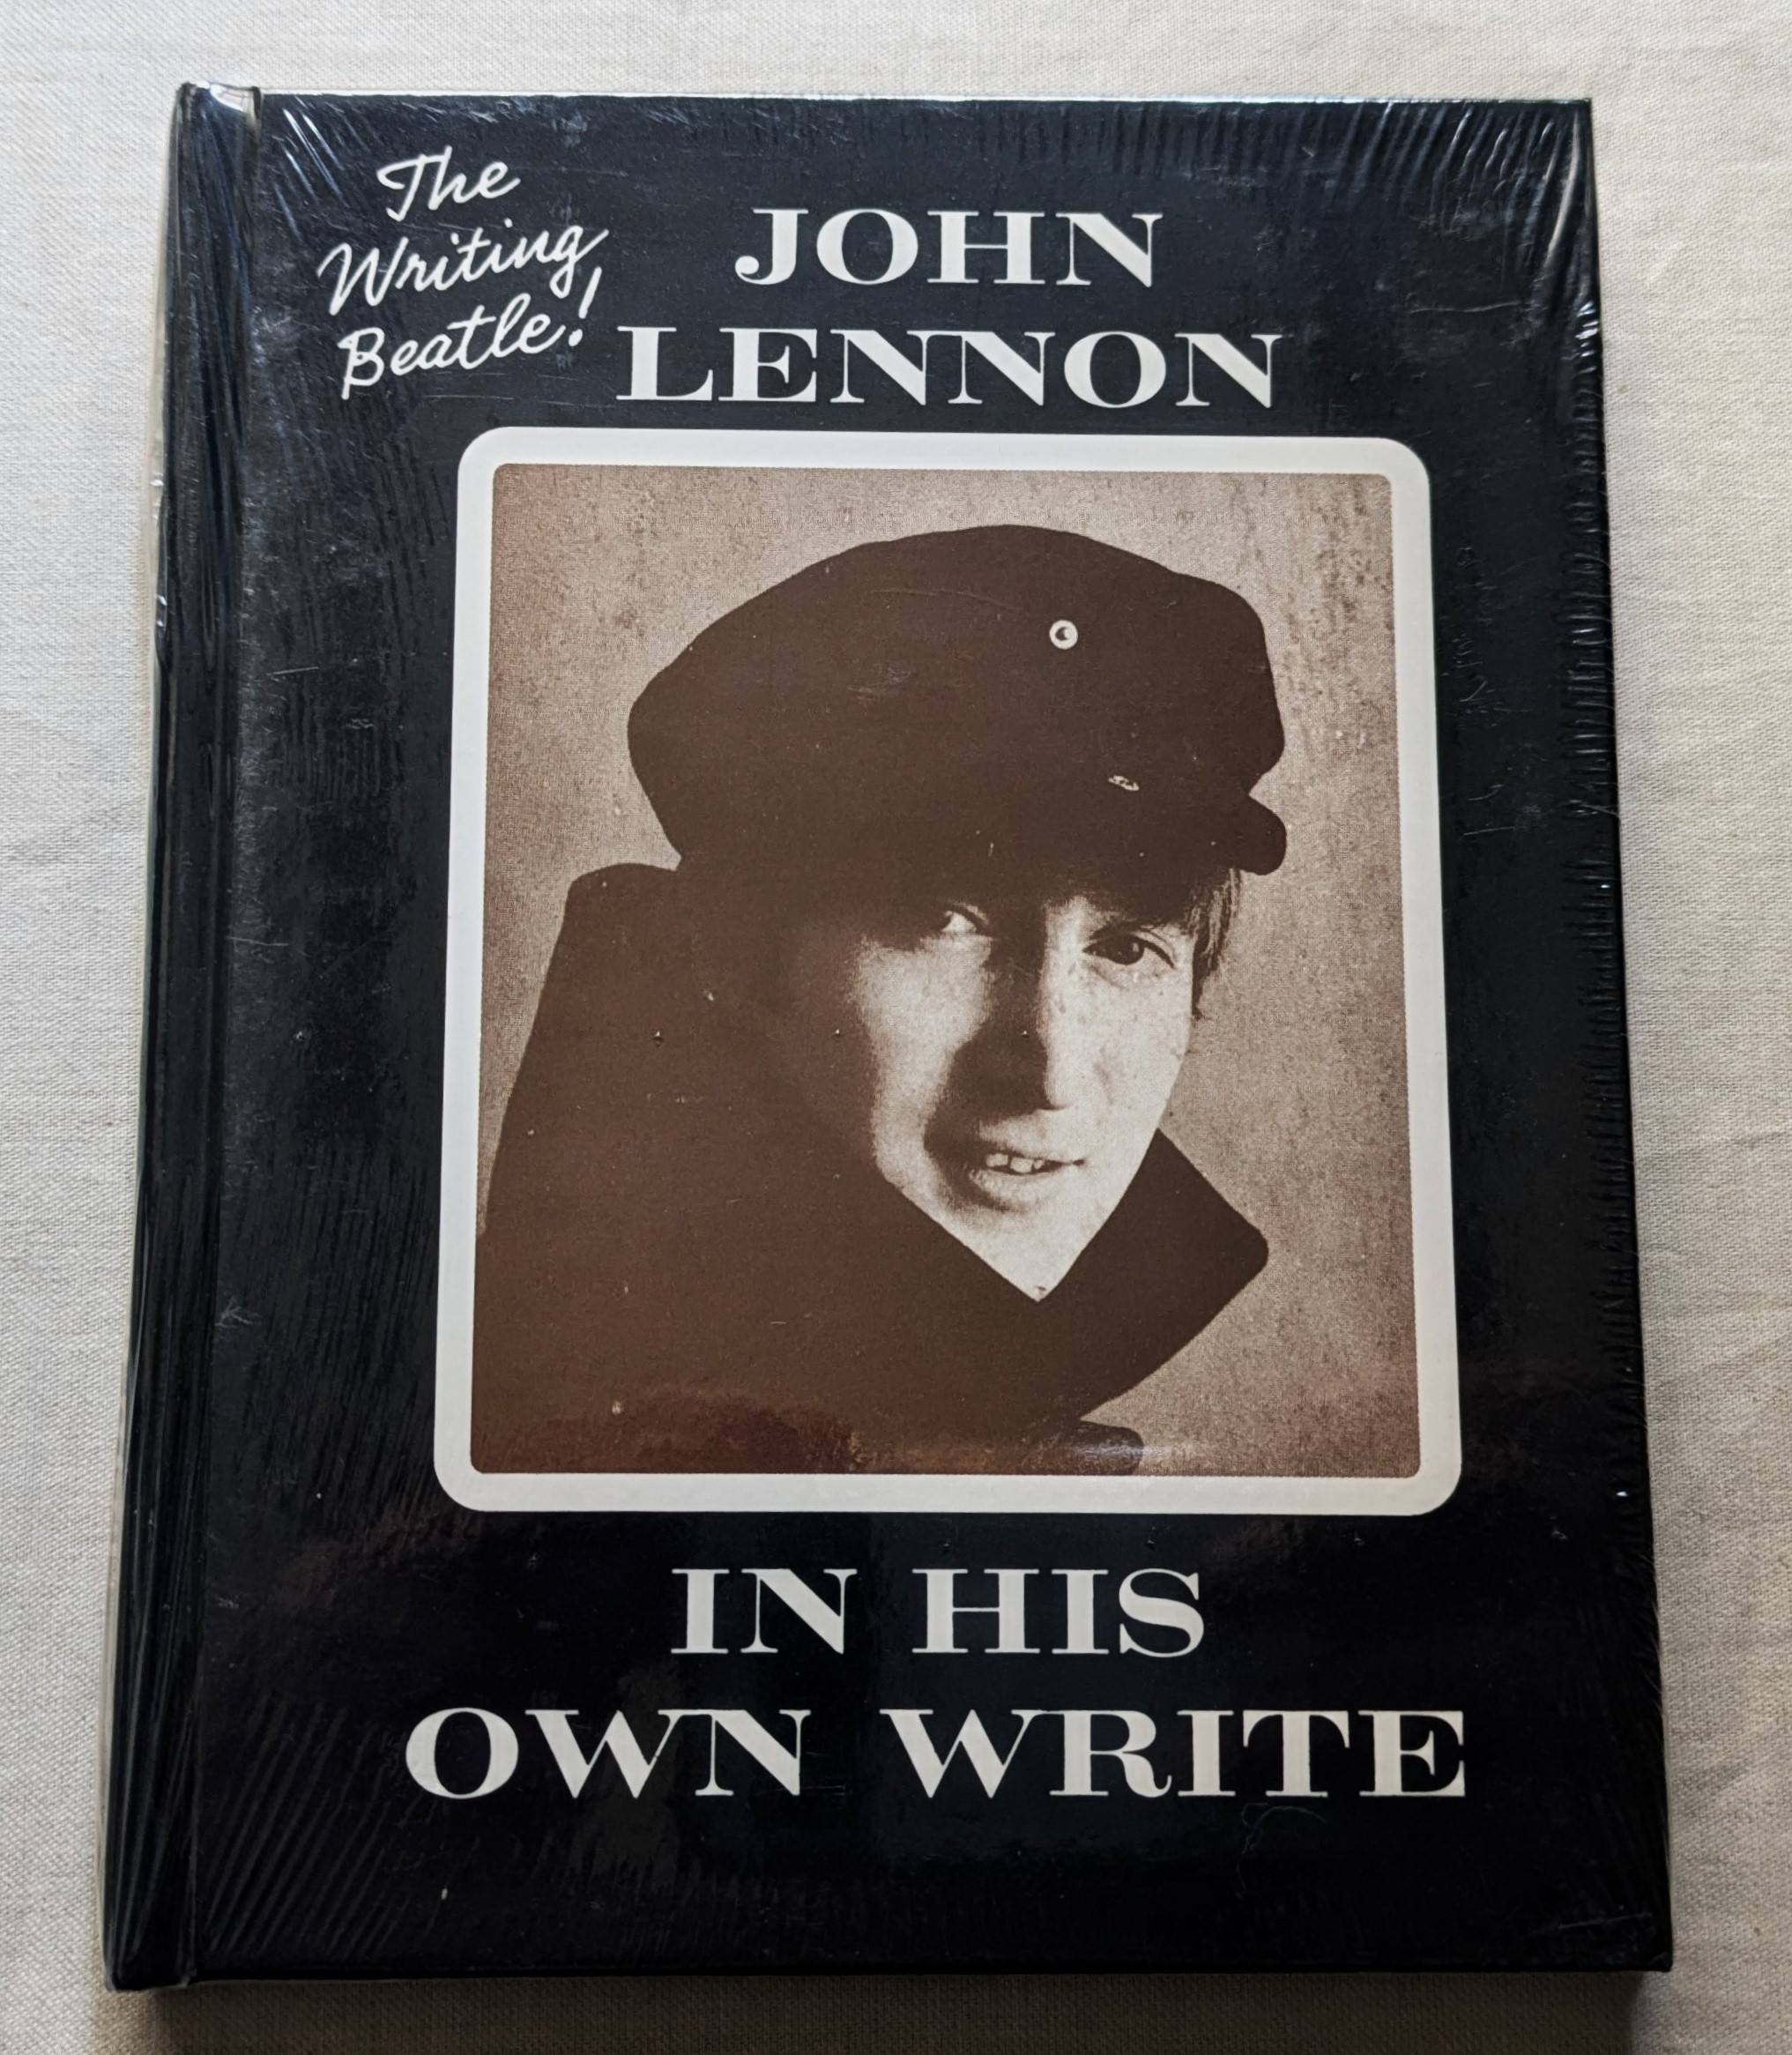 The
Writing
Beatle!
JOHN
LENNON
IN HIS
OWN WRITE